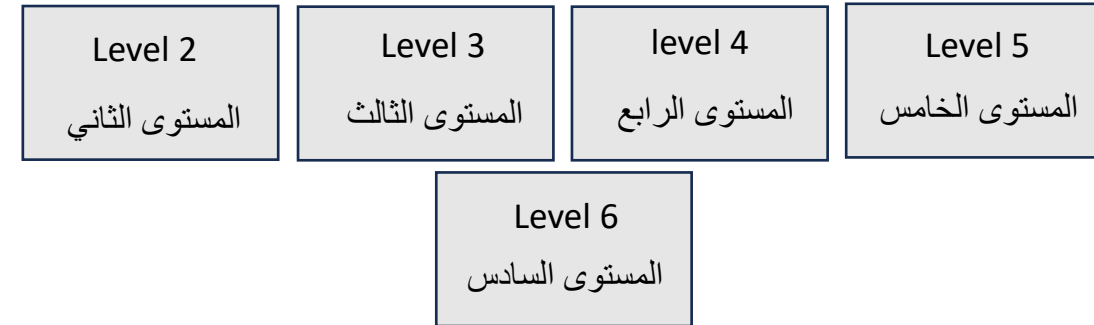 Level 2
المستوى الثاني
Level 3
المستوى الثالث
level 4
المستوى الرابع
Level 5
المستوى الخامس
Level 6
المستوى السادس